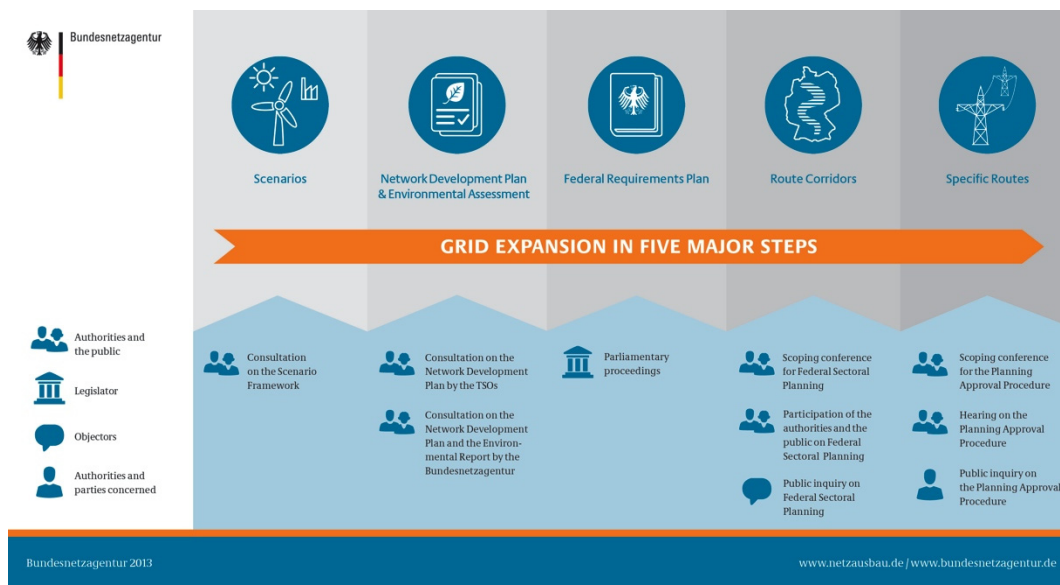 Bundesnetzagentur
Scenarios
Network Development Plan
& Environmental Assessment
Federal Requirements Plan
Route Corridors
Specific Routes
GRID EXPANSION IN FIVE MAJOR STEPS
Authorities and
the public
Legislator
Objectors
Authorities and
parties concerned
Consultation
on the Scenario
Framework
Consultation on the
Network Development
Plan by the TSOs
Consultation on the
Network Development
Plan and the Environ-
mental Report by the
Bundesnetzagentur
Parliamentary
proceedings
Scoping conference
for Federal Sectoral
Planning
Participation of the
authorities and the
public on Federal
Sectoral Planning
Public inquiry on
Federal Sectoral
Planning
Scoping conference
for the Planning
Approval Procedure
Hearing on the
Planning Approval
Procedure
Public inquiry on
the Planning Approval
Procedure
Bundesnetzagentur 2013
www.netzausbau.de / www.bundesnetzagentur.de